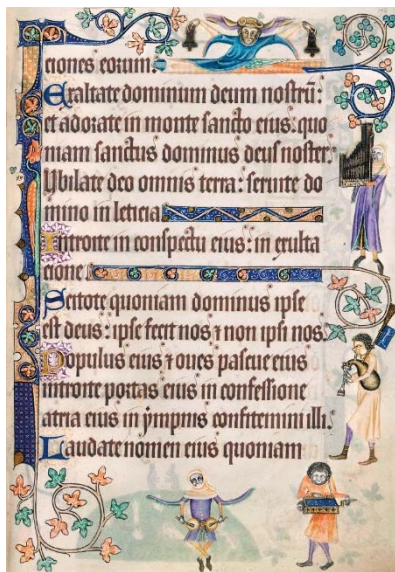 ciones eorum.
Exaltate dominum deum nostrū:
et adorate in monte sancto eius: quo
niam sanctus dominus deus noster.
Iubilate deo omnis terra: seruite do
mino in leticia
Introite in conspectu eius: in exulta
cione
Scitote quoniam dominus ipse
est deus: ipse fecit nos ⁊ non ipsi nos.
Populus eius ⁊ oues pascue eius
introite portas eius in confessione
atria eius in ympnis confitemini illi.
Laudate nomen eius quoniam